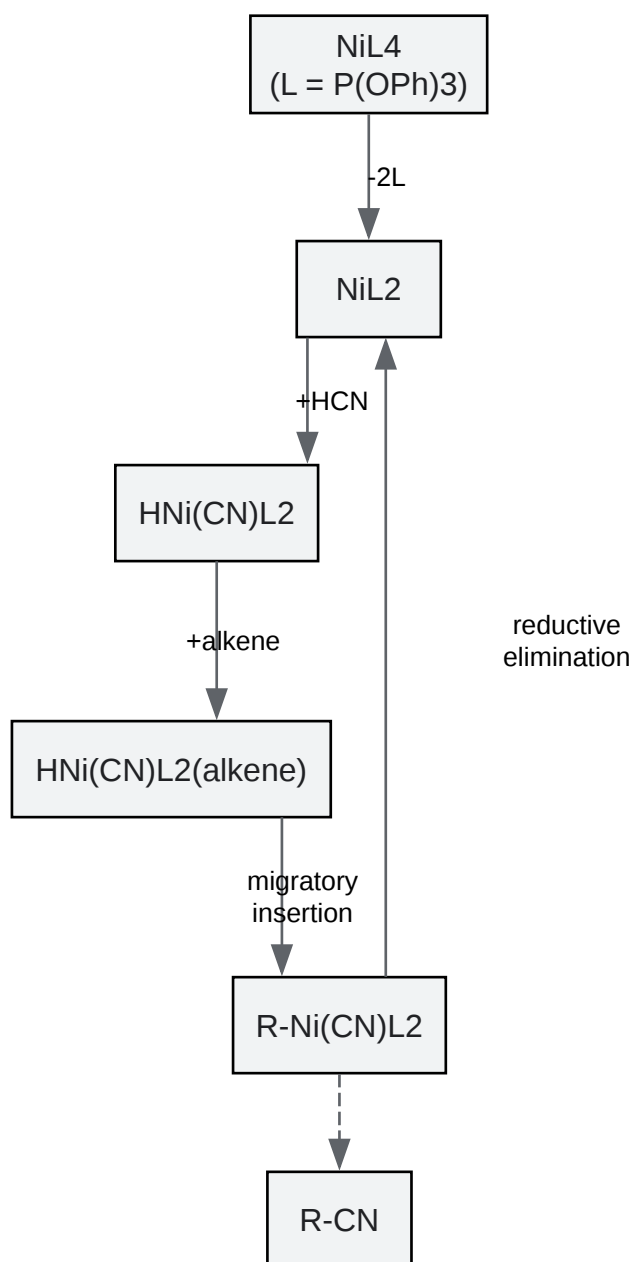 NiL4
(L = P(OPh)3)
-2L
NiL2
+HCN
HNi(CN)L2
+alkene
reductive
elimination
HNi(CN)L2(alkene)
migratory
insertion
R-Ni(CN)L2
R-CN